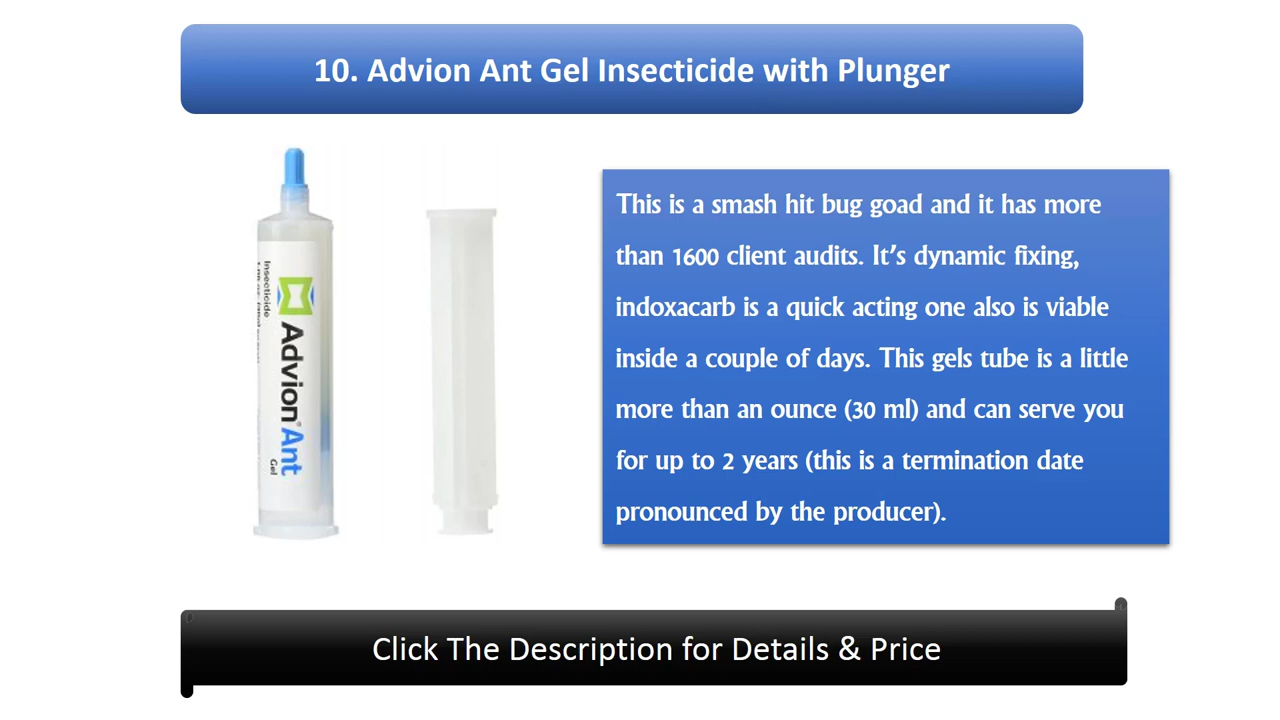 10. Advion Ant Gel Insecticide with Plunger
This is a smash hit bug goad and it has more
than 1600 client audits. It's dynamic fixing,
indoxacarb is a quick acting one also is viable
inside a couple of days. This gels tube is a little
more than an ounce (30 ml) and can serve you
for up to 2 years (this is a termination date
pronounced by the producer).
Insecticide
Advion® Ant
Gel
Click The Description for Details & Price